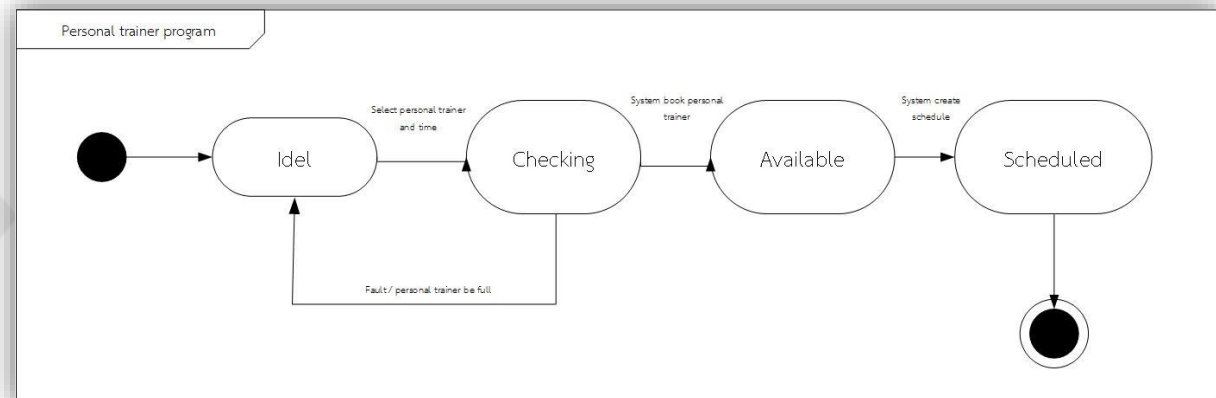 Personal trainer program
Select personal trainer
and time
System book personal
trainer
System create
schedule
Idel
Checking
Available
Scheduled
Fault / personal trainer be full